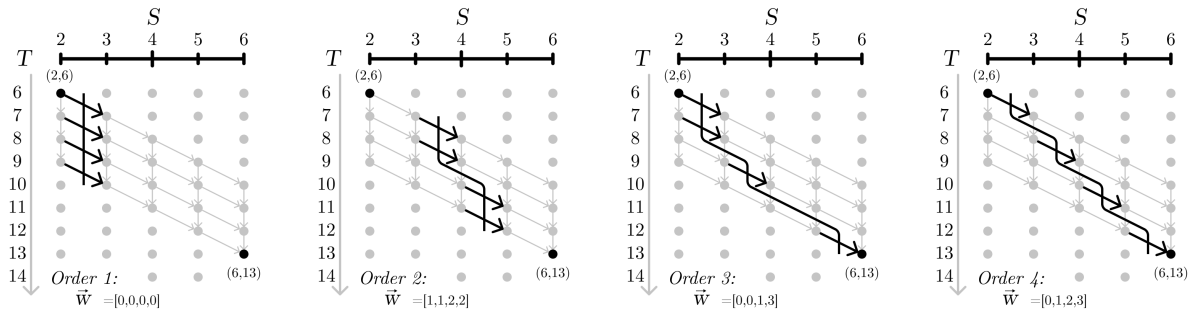 S
2 3 4 5 6
T
(2,6)
6
7
8
9
10
11
12
13
14
(6,13)
Order 1:
W⃗ =[0,0,0,0]
S
2 3 4 5 6
T
(2,6)
6
7
8
9
10
11
12
13
14
(6,13)
Order 2:
W⃗ =[1,1,2,2]
S
2 3 4 5 6
T
(2,6)
6
7
8
9
10
11
12
13
14
(6,13)
Order 3:
W⃗ =[0,0,1,3]
S
2 3 4 5 6
T
(2,6)
6
7
8
9
10
11
12
13
14
(6,13)
Order 4:
W⃗ =[0,1,2,3]